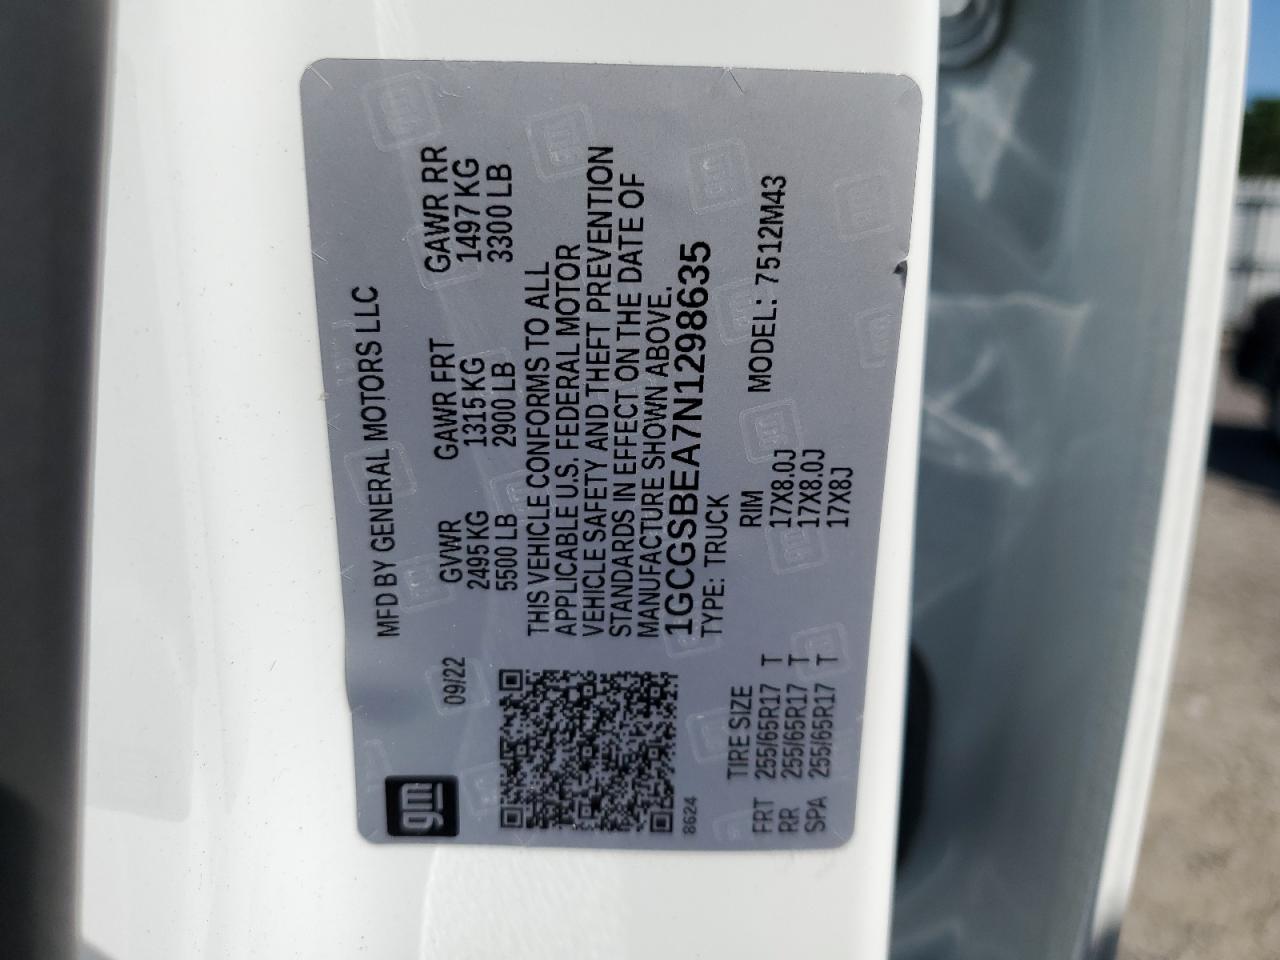 gm
MFD BY GENERAL MOTORS LLC
09/22
GVWR GAWR FRT GAWR RR
2495 KG 1315 KG 1497 KG
5500 LB 2900 LB 3300 LB
THIS VEHICLE CONFORMS TO ALL
APPLICABLE U.S. FEDERAL MOTOR
VEHICLE SAFETY AND THEFT PREVENTION
STANDARDS IN EFFECT ON THE DATE OF
MANUFACTURE SHOWN ABOVE.
1GCGSBEA7N1298635
8624
TYPE: TRUCK
MODEL: 7512M43
TIRE SIZE RIM
FRT 255/65R17 T 17X8.0J
RR 255/65R17 T 17X8.0J
SPA 255/65R17 T 17X8J